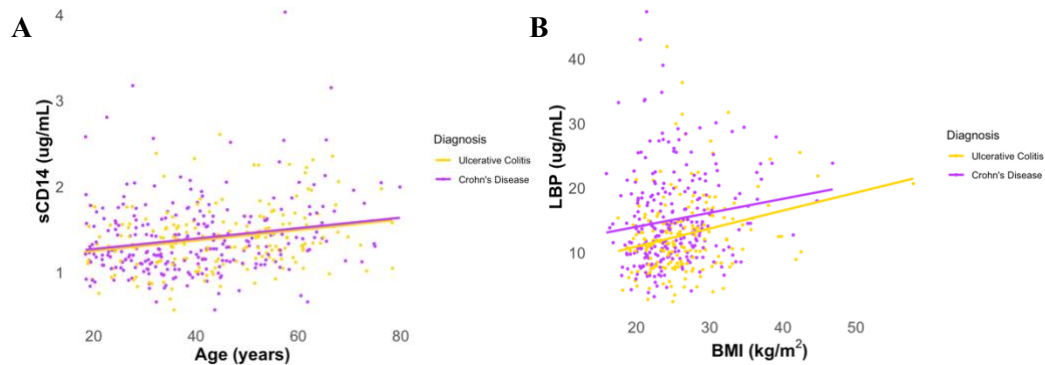 A
sCD14 (ug/mL)
4
3
2
1
20
40
60
80
Age (years)
Diagnosis
Ulcerative Colitis
Crohn's Disease
B
LBP (ug/mL)
40
30
20
10
20
30
40
50
BMI (kg/m²)
Diagnosis
Ulcerative Colitis
Crohn's Disease